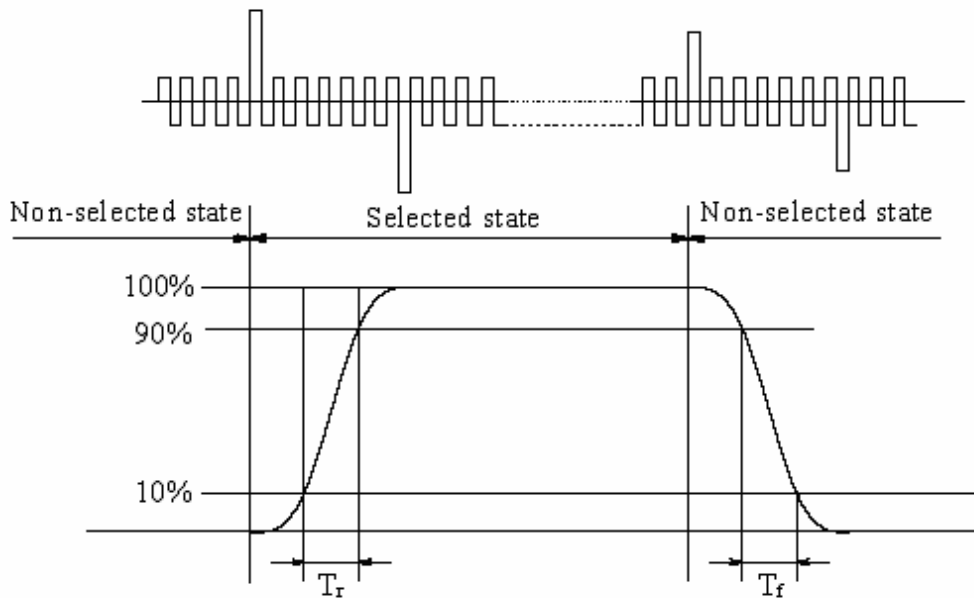 Non-selected state
Selected state
Non-selected state
100%
90%
10%
Tr
Tf